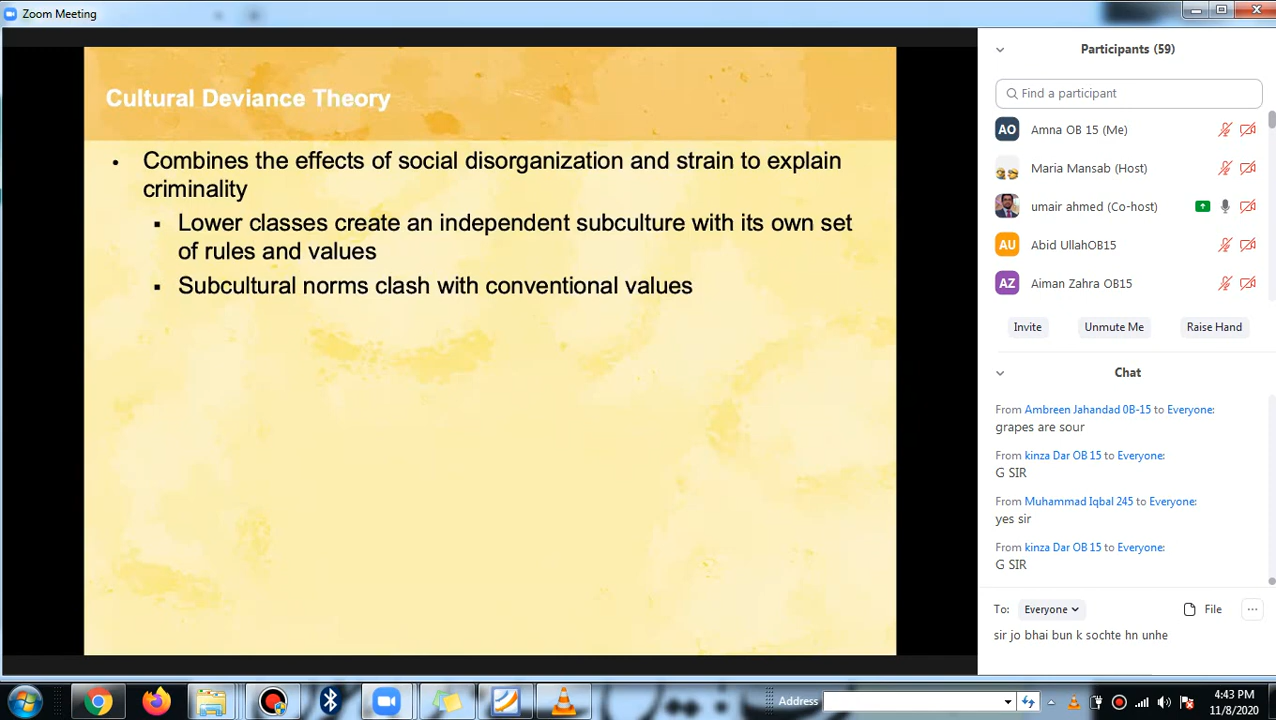 Zoom Meeting
Cultural Deviance Theory
• Combines the effects of social disorganization and strain to explain
criminality
▪ Lower classes create an independent subculture with its own set
of rules and values
▪ Subcultural norms clash with conventional values
Participants (59)
Find a participant
AO Amna OB 15 (Me)
Maria Mansab (Host)
umair ahmed (Co-host)
AU Abid UllahOB15
AZ Aiman Zahra OB15
Invite Unmute Me Raise Hand
Chat
From Ambreen Jahandad 0B-15 to Everyone:
grapes are sour
From kinza Dar OB 15 to Everyone:
G SIR
From Muhammad Iqbal 245 to Everyone:
yes sir
From kinza Dar OB 15 to Everyone:
G SIR
To: Everyone File ...
sir jo bhai bun k sochte hn unhe
Address
4:43 PM
11/8/2020